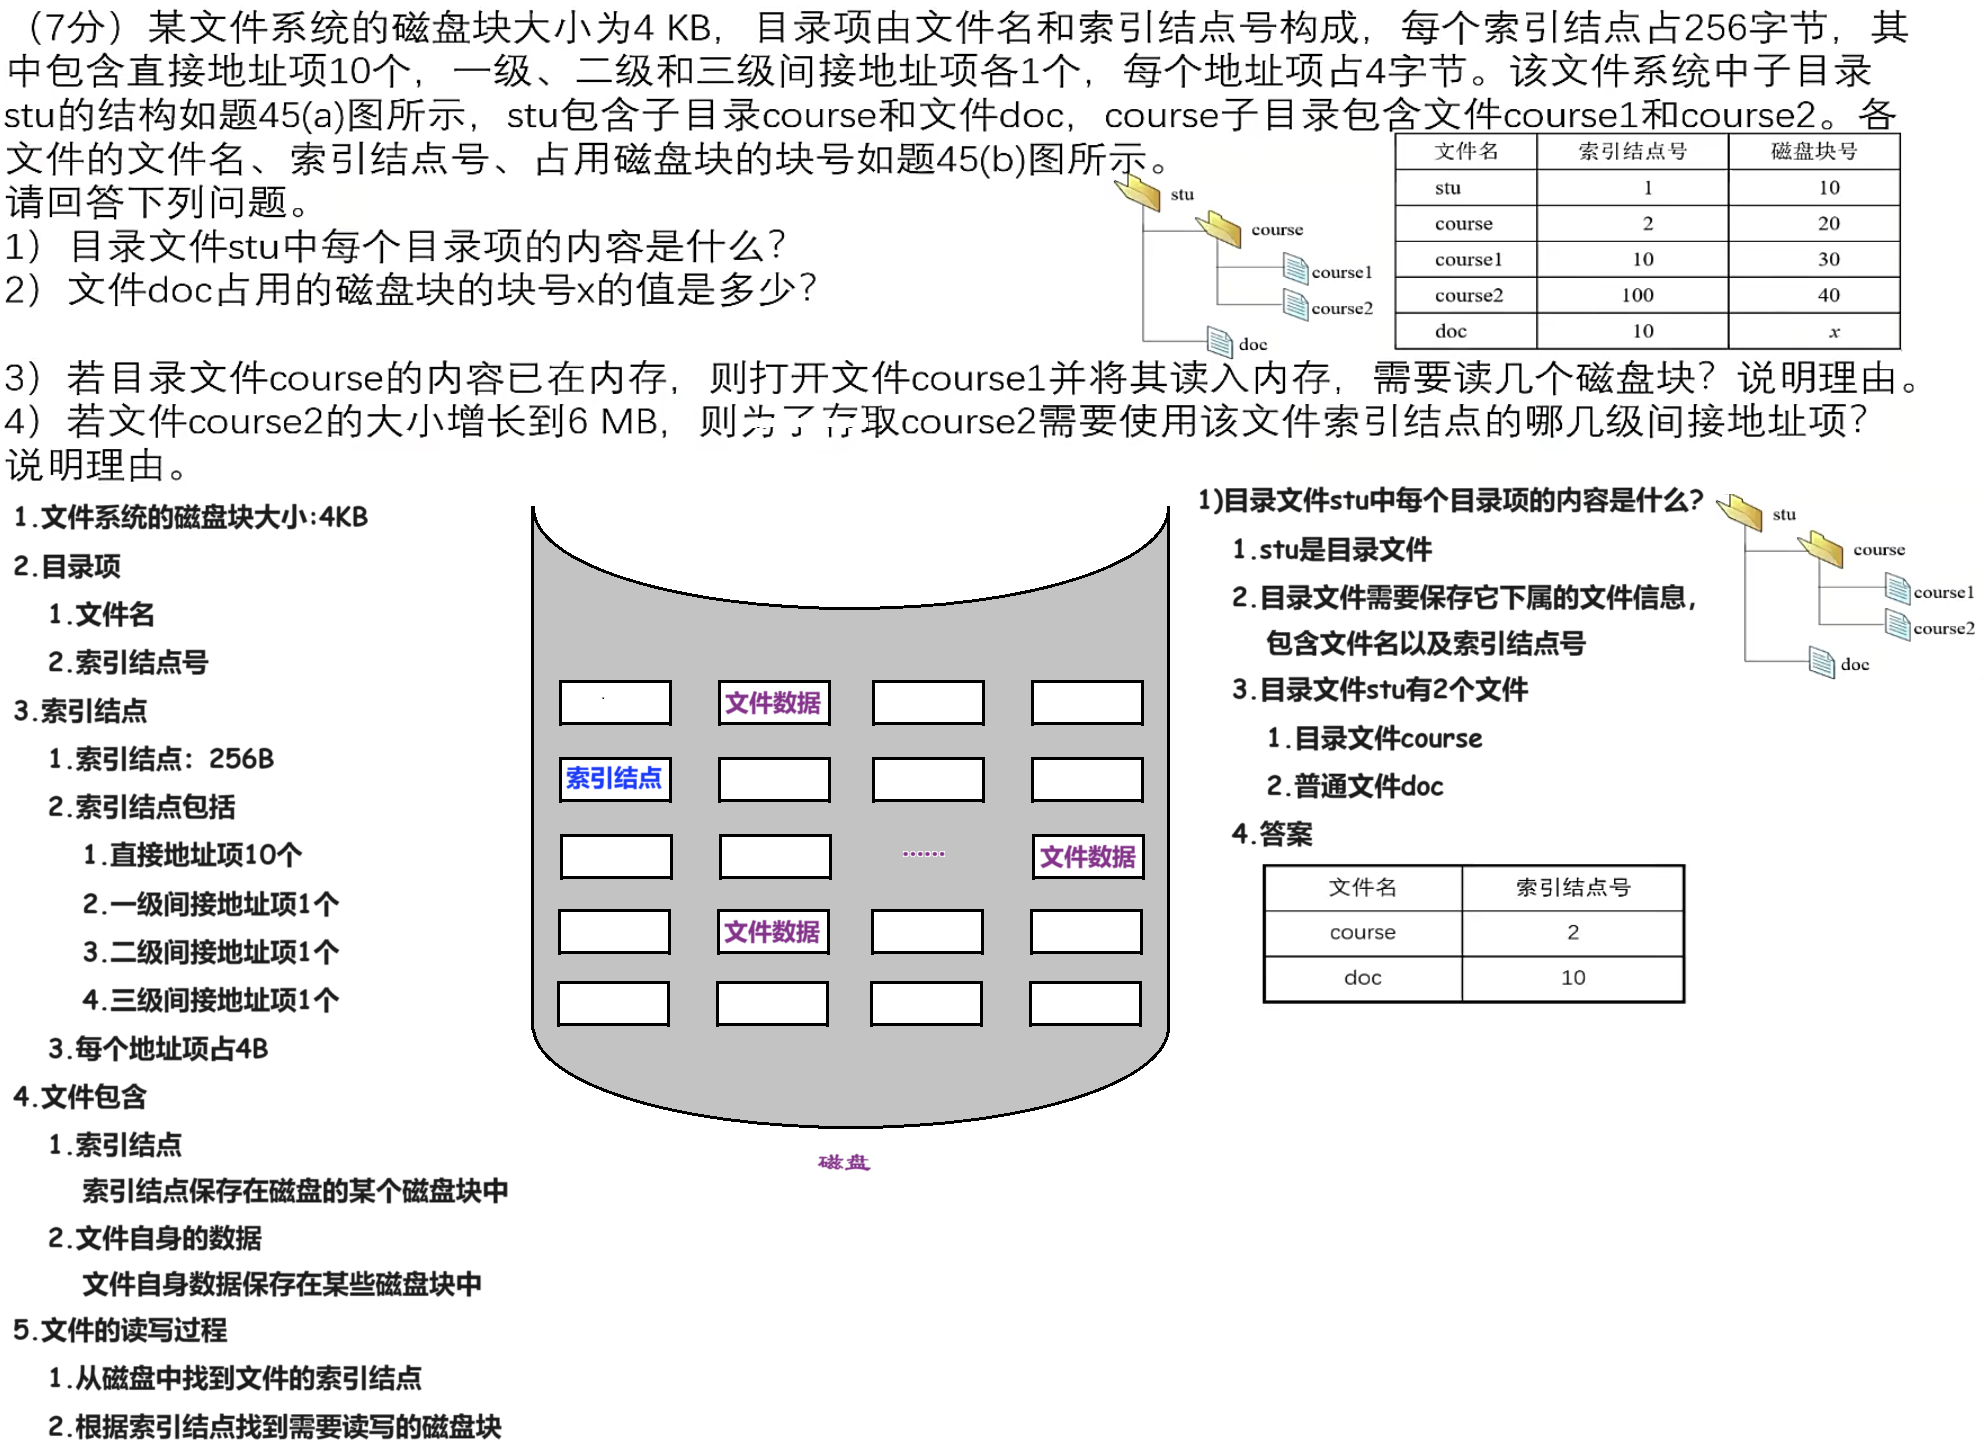 （7分）某文件系统的磁盘块大小为4 KB，目录项由文件名和索引结点号构成，每个索引结点占256字节，其
中包含直接地址项10个，一级、二级和三级间接地址项各1个，每个地址项占4字节。该文件系统中子目录
stu的结构如题45(a)图所示，stu包含子目录course和文件doc，course子目录包含文件course1和course2。各
文件的文件名、索引结点号、占用磁盘块的块号如题45(b)图所示。
请回答下列问题。
1）目录文件stu中每个目录项的内容是什么？
2）文件doc占用的磁盘块的块号x的值是多少？
stu
course
course1
course2
doc
文件名 索引结点号 磁盘块号
stu 1 10
course 2 20
course1 10 30
course2 100 40
doc 10 x
3）若目录文件course的内容已在内存，则打开文件course1并将其读入内存，需要读几个磁盘块？说明理由。
4）若文件course2的大小增长到6 MB，则为了存取course2需要使用该文件索引结点的哪几级间接地址项？
说明理由。
1.文件系统的磁盘块大小:4KB
2.目录项
1.文件名
2.索引结点号
3.索引结点
1.索引结点：256B
2.索引结点包括
1.直接地址项10个
2.一级间接地址项1个
3.二级间接地址项1个
4.三级间接地址项1个
3.每个地址项占4B
4.文件包含
1.索引结点
索引结点保存在磁盘的某个磁盘块中
2.文件自身的数据
文件自身数据保存在某些磁盘块中
5.文件的读写过程
1.从磁盘中找到文件的索引结点
2.根据索引结点找到需要读写的磁盘块
文件数据
索引结点
······
文件数据
文件数据
磁盘
1)目录文件stu中每个目录项的内容是什么?
1.stu是目录文件
2.目录文件需要保存它下属的文件信息，
包含文件名以及索引结点号
3.目录文件stu有2个文件
1.目录文件course
2.普通文件doc
4.答案
文件名 索引结点号
course 2
doc 10
stu
course
course1
course2
doc